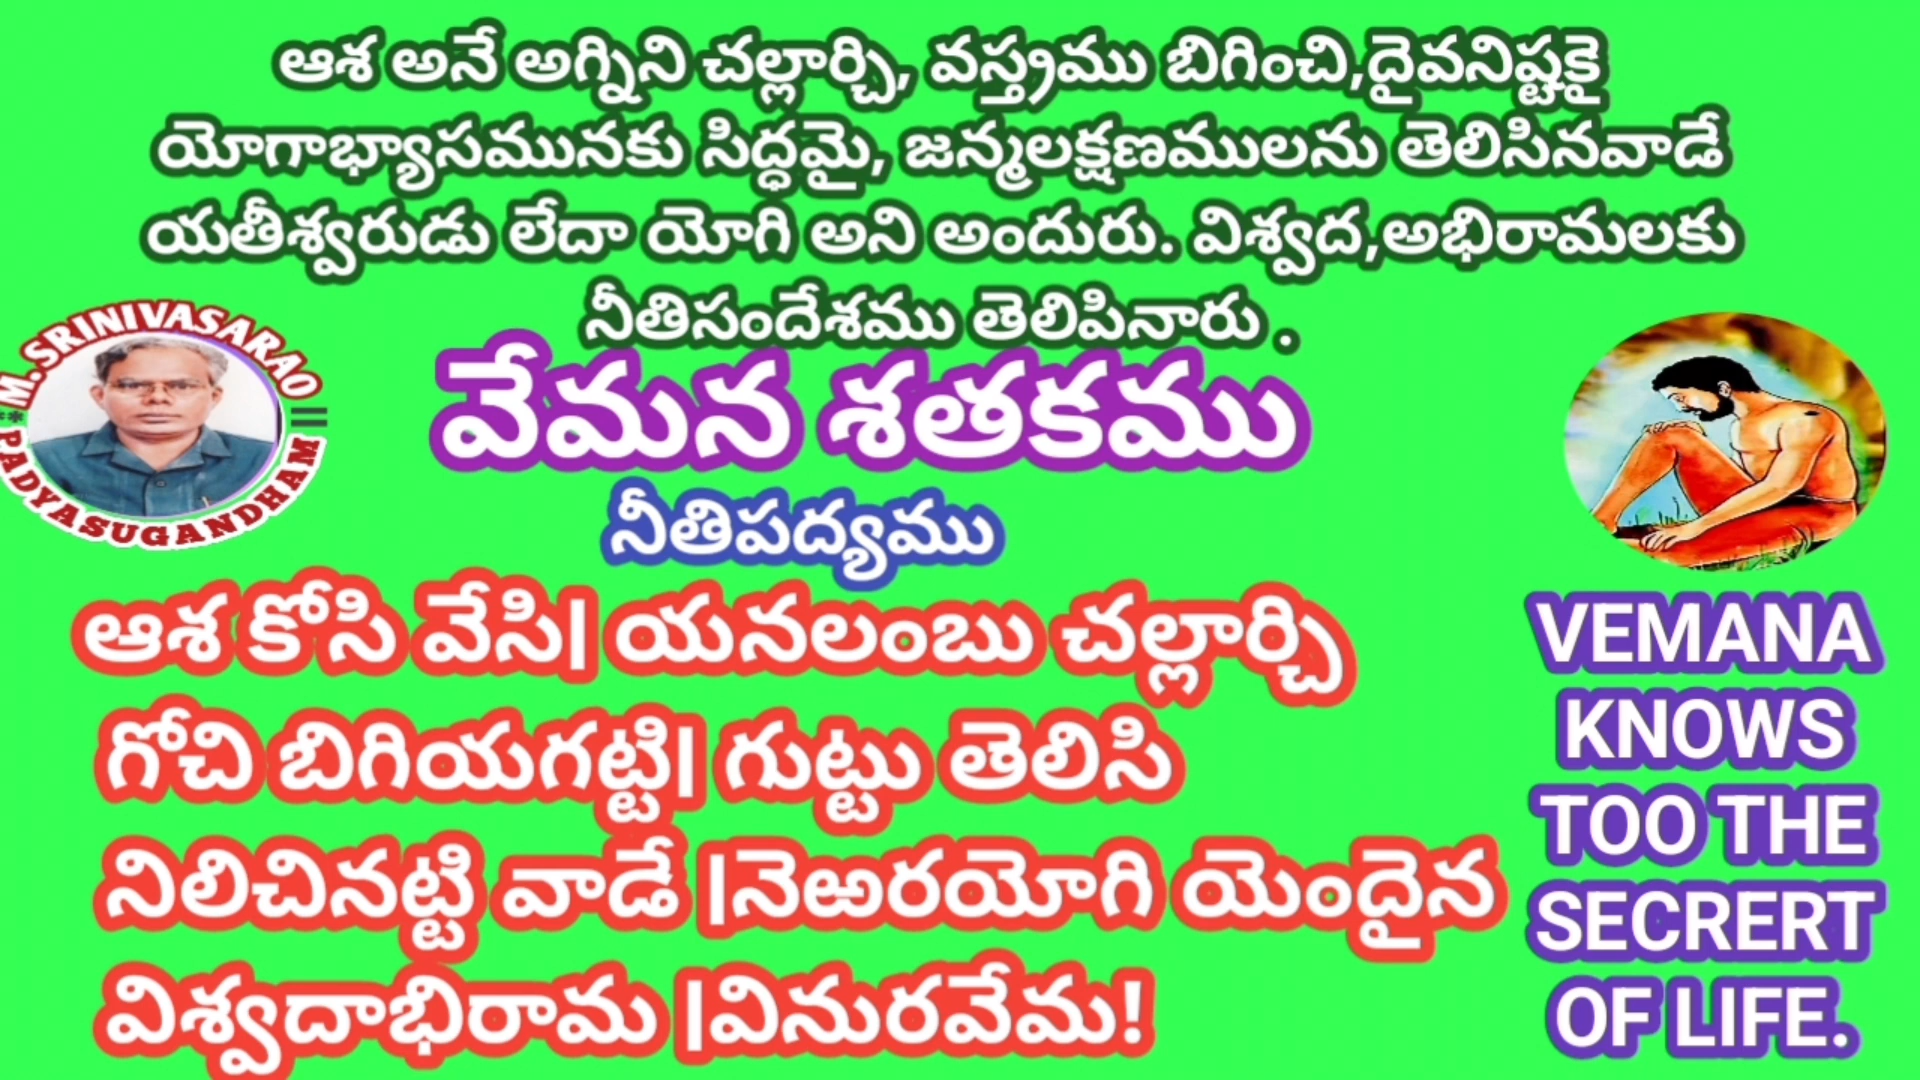 ఆశ అనే అగ్నిని చల్లార్చి, వస్త్రము బిగించి,దైవనిష్టకై
యోగాభ్యాసమునకు సిద్ధమై, జన్మలక్షణములను తెలిసినవాడే
యతీశ్వరుడు లేదా యోగి అని అందురు. విశ్వద,అభిరామలకు
నీతిసందేశము తెలిపినారు .
M.SRINIVASARAO
PADYASUGANDHAM
వేమన శతకము
నీతిపద్యము
ఆశ కోసి వేసి| యనలంబు చల్లార్చి
గోచి బిగియగట్టి| గుట్టు తెలిసి
నిలిచినట్టి వాడే |నెఱరయోగి యెందైన
విశ్వదాభిరామ |వినురవేమ!
VEMANA
KNOWS
TOO THE
SECRERT
OF LIFE.